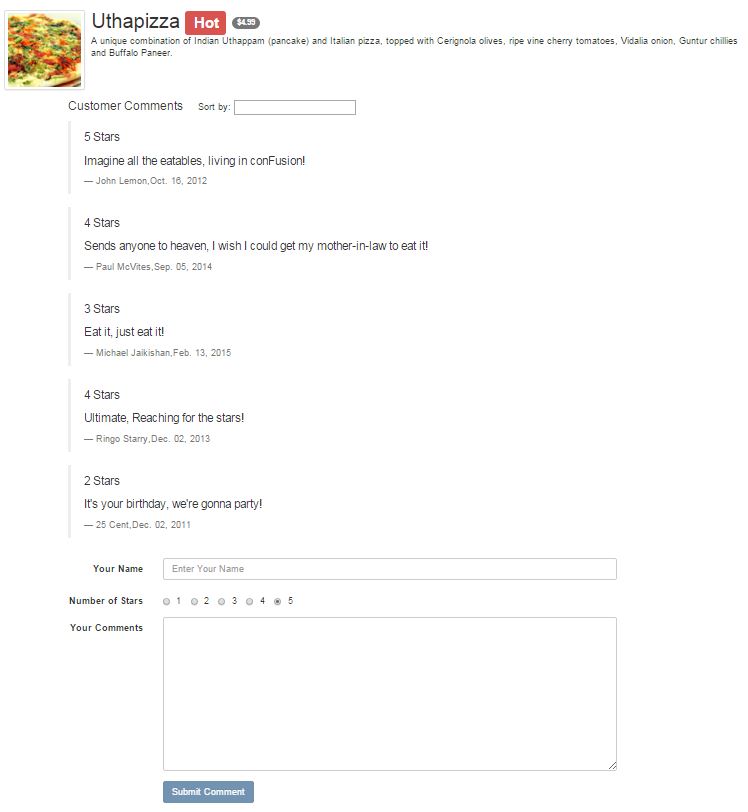 Uthapizza Hot $4.99
A unique combination of Indian Uthappam (pancake) and Italian pizza, topped with Cerignola olives, ripe vine cherry tomatoes, Vidalia onion, Guntur chillies
and Buffalo Paneer.
Customer Comments Sort by:
5 Stars
Imagine all the eatables, living in conFusion!
— John Lemon,Oct. 16, 2012
4 Stars
Sends anyone to heaven, I wish I could get my mother-in-law to eat it!
— Paul McVites,Sep. 05, 2014
3 Stars
Eat it, just eat it!
— Michael Jaikishan,Feb. 13, 2015
4 Stars
Ultimate, Reaching for the stars!
— Ringo Starry,Dec. 02, 2013
2 Stars
It's your birthday, we're gonna party!
— 25 Cent,Dec. 02, 2011
Your Name Enter Your Name
Number of Stars 1 2 3 4 5
Your Comments
Submit Comment